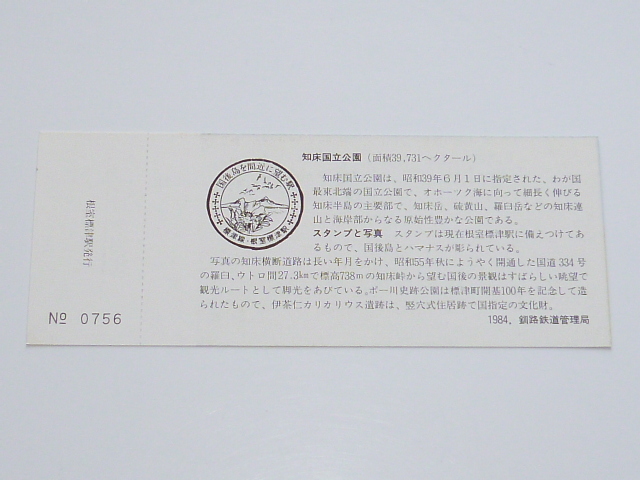 知床国立公園（面積39,731ヘクタール）
知床国立公園は、昭和39年6月1日に指定された、わが国
最東北端の国立公園で、オホーツク海に向って細長く伸びる
知床半島の主要部で、知床岳、硫黄山、羅臼岳などの知床連
山と海岸部からなる原始性豊かな公園である。
スタンプと写真　スタンプは現在根室標津駅に備えつけてあ
るもので、国後島とハマナスが彫られている。
写真の知床横断道路は長い年月をかけ、昭和55年秋にようやく開通した国道334号
の羅臼、ウトロ間27.3㎞で標高738mの知床峠から望む国後の景観はすばらしい眺望で
観光ルートとして脚光をあびている。ポー川史跡公園は標津町開基100年を記念して造
られたもので、伊茶仁カリカリウス遺跡は、竪穴式住居跡で国指定の文化財。
1984．釧路鉄道管理局
国後島を間近に望む駅
標津線・根室標津駅
根室標津駅発行
№ 0756